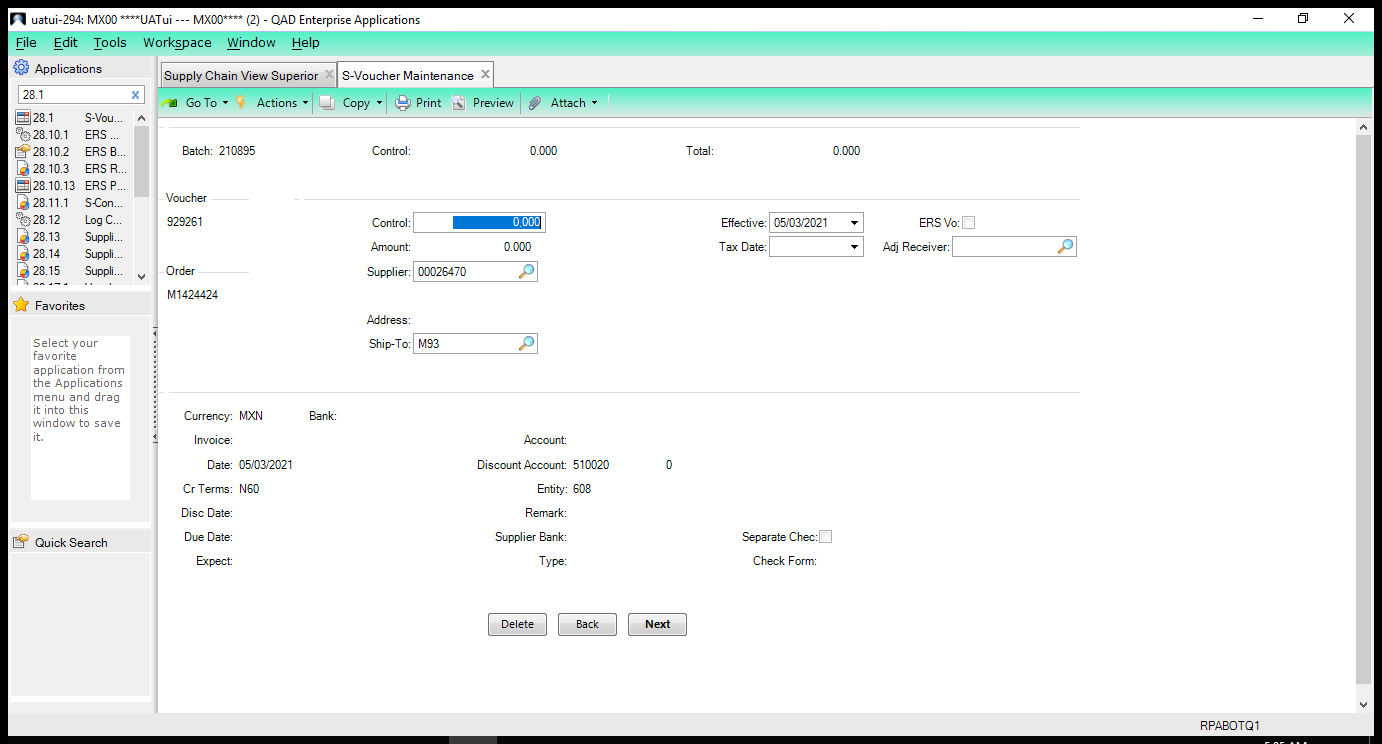 uatui-294: MX00 ****UATui --- MX00**** (2) - QAD Enterprise Applications
File Edit Tools Workspace Window Help
Applications
28.1
28.1 S-Vou...
28.10.1 ERS ...
28.10.2 ERS B...
28.10.3 ERS R...
28.10.13 ERS P...
28.11.1 S-Con...
28.12 Log C...
28.13 Suppli...
28.14 Suppli...
28.15 Suppli...
Favorites
Select your
favorite
application from
the Applications
menu and drag
it into this
window to save
it.
Quick Search
Supply Chain View Superior
S-Voucher Maintenance
Go To Actions Copy Print Preview Attach
Batch: 210895 Control: 0.000 Total: 0.000
Voucher
929261 Control: 0.000 Effective: 05/03/2021 ERS Vo:
Amount: 0.000 Tax Date: Adj Receiver:
Order Supplier: 00026470
M1424424
Address:
Ship-To: M93
Currency: MXN Bank:
Invoice: Account:
Date: 05/03/2021 Discount Account: 510020 0
Cr Terms: N60 Entity: 608
Disc Date: Remark:
Due Date: Supplier Bank: Separate Chec:
Expect: Type: Check Form:
Delete Back Next
RPABOTQ1